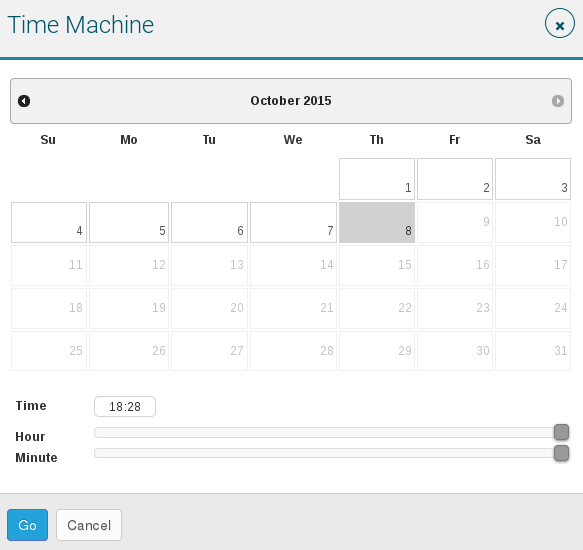 Time Machine
October 2015
Su Mo Tu We Th Fr Sa
1 2 3
4 5 6 7 8 9 10
11 12 13 14 15 16 17
18 19 20 21 22 23 24
25 26 27 28 29 30 31
Time 18:28
Hour
Minute
Go Cancel